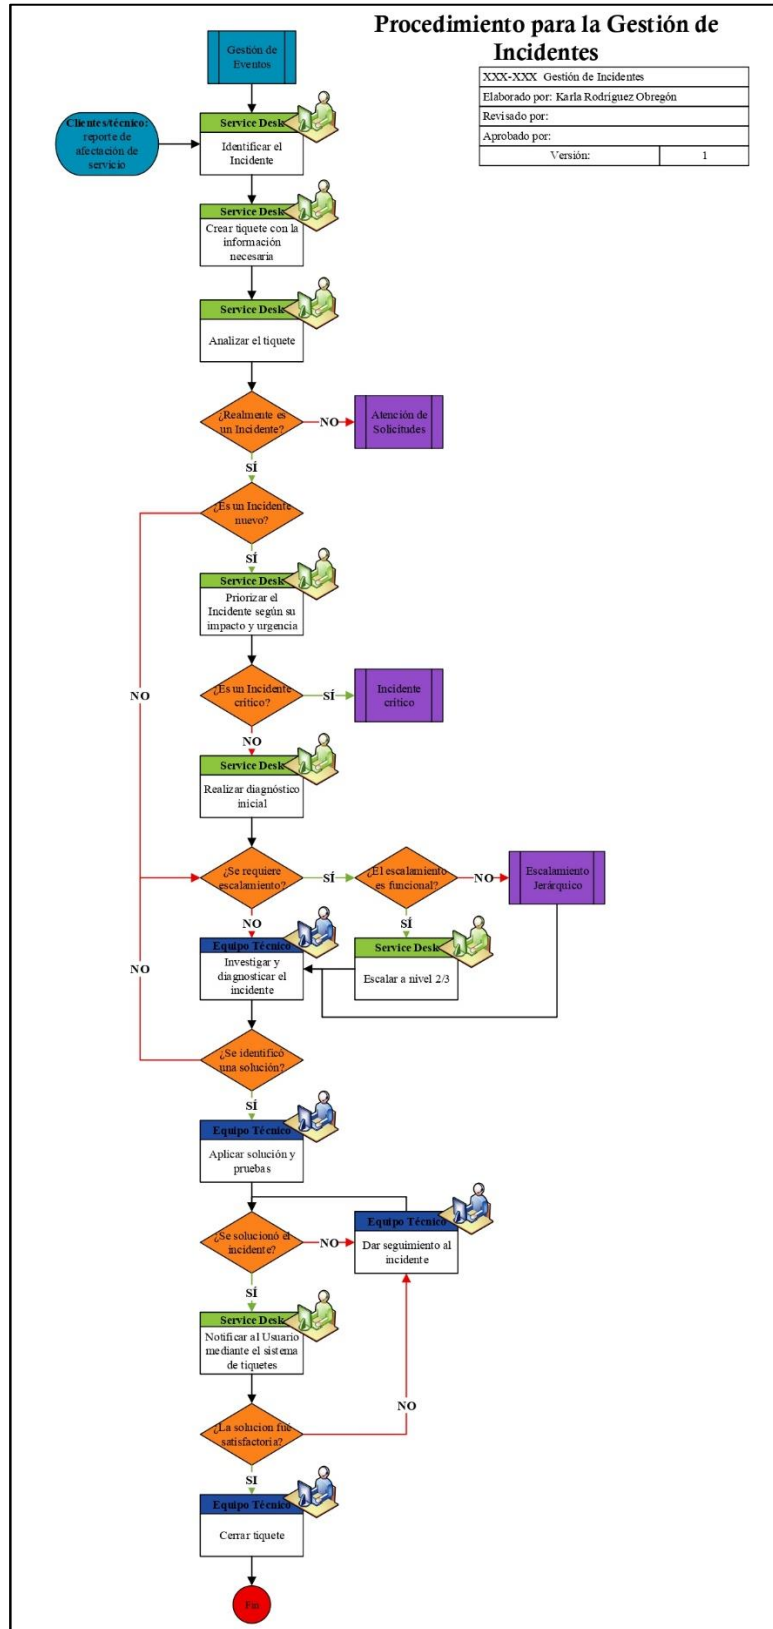 Procedimiento para la Gestión de
Incidentes
XXX-XXX Gestión de Incidentes
Elaborado por: Karla Rodríguez Obregón
Revisado por:
Aprobado por:
Versión: 1
Gestión de
Eventos
Clientes/técnico:
reporte de
afectación de
servicio
Service Desk
Identificar el
Incidente
Service Desk
Crear tiquete con la
información
necesaria
Service Desk
Analizar el tiquete
¿Realmente es
un Incidente?
NO
Atención de
Solicitudes
SÍ
¿Es un Incidente
nuevo?
SÍ
NO
Service Desk
Priorizar el
Incidente según su
impacto y urgencia
¿Es un Incidente
crítico?
SÍ
Incidente
crítico
NO
Service Desk
Realizar diagnóstico
inicial
¿Se requiere
escalamiento?
SÍ
¿El escalamiento
es funcional?
NO
Escalamiento
Jerárquico
NO
SÍ
Equipo Técnico
Investigar y
diagnosticar el
incidente
Service Desk
Escalar a nivel 2/3
NO
¿Se identificó
una solución?
SÍ
Equipo Técnico
Aplicar solución y
pruebas
¿Se solucionó el
incidente?
NO
Equipo Técnico
Dar seguimiento al
incidente
SÍ
Service Desk
Notificar al Usuario
mediante el sistema
de tiquetes
¿La solucion fué
satisfactoria?
NO
SI
Equipo Técnico
Cerrar tiquete
Fin